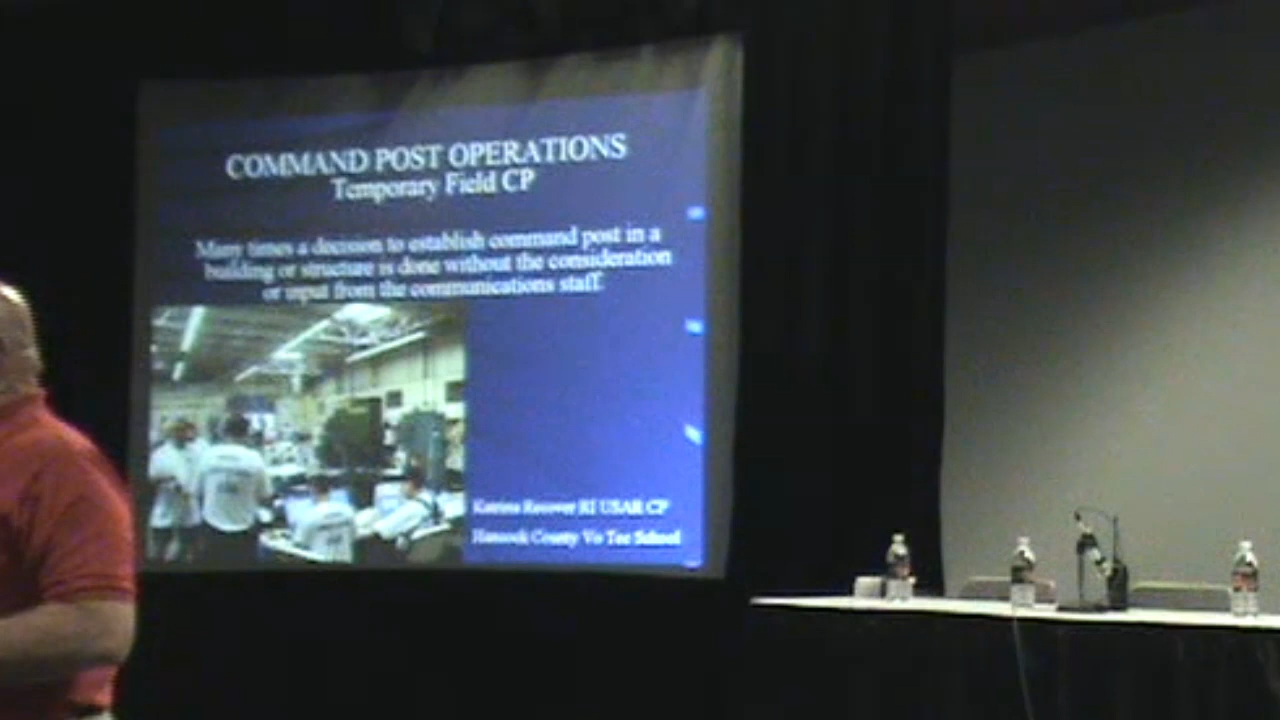 COMMAND POST OPERATIONS
Temporary Field CP
Many times a decision to establish command post in a
building or structure is done without the consideration
or input from the communications staff.
Katrina Recover RI USAR CP
Hancock County Vo Tec School